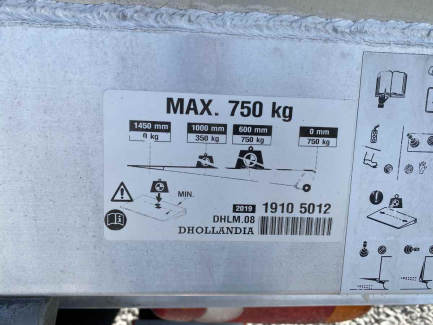 MAX. 750 kg
1450 mm 1000 mm 600 mm 0 mm
0 kg 350 kg 750 kg 750 kg
MIN.
2019 1910 5012
DHLM.08
DHOLLANDIA